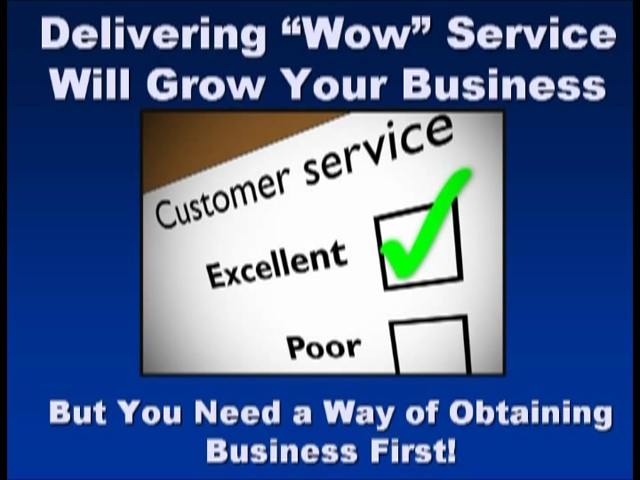 Delivering “Wow” Service
Will Grow Your Business
Customer service
Excellent
Poor
But You Need a Way of Obtaining
Business First!